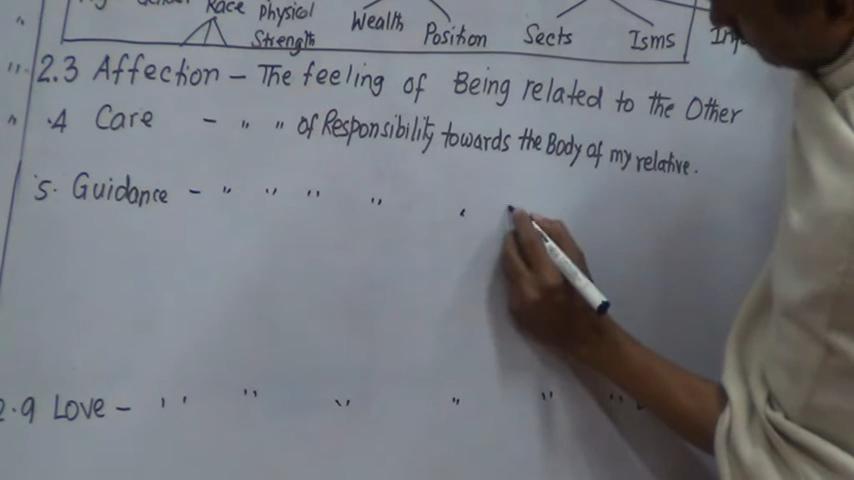 Race Physical
Strength
Wealth Position
Sects Isms
" 2.3 Affection - The feeling of Being related to the Other
" .4 Care - " " of Responsibility towards the Body of my relative.
5. Guidance - " " " " "
2.9 Love - " " " " " "